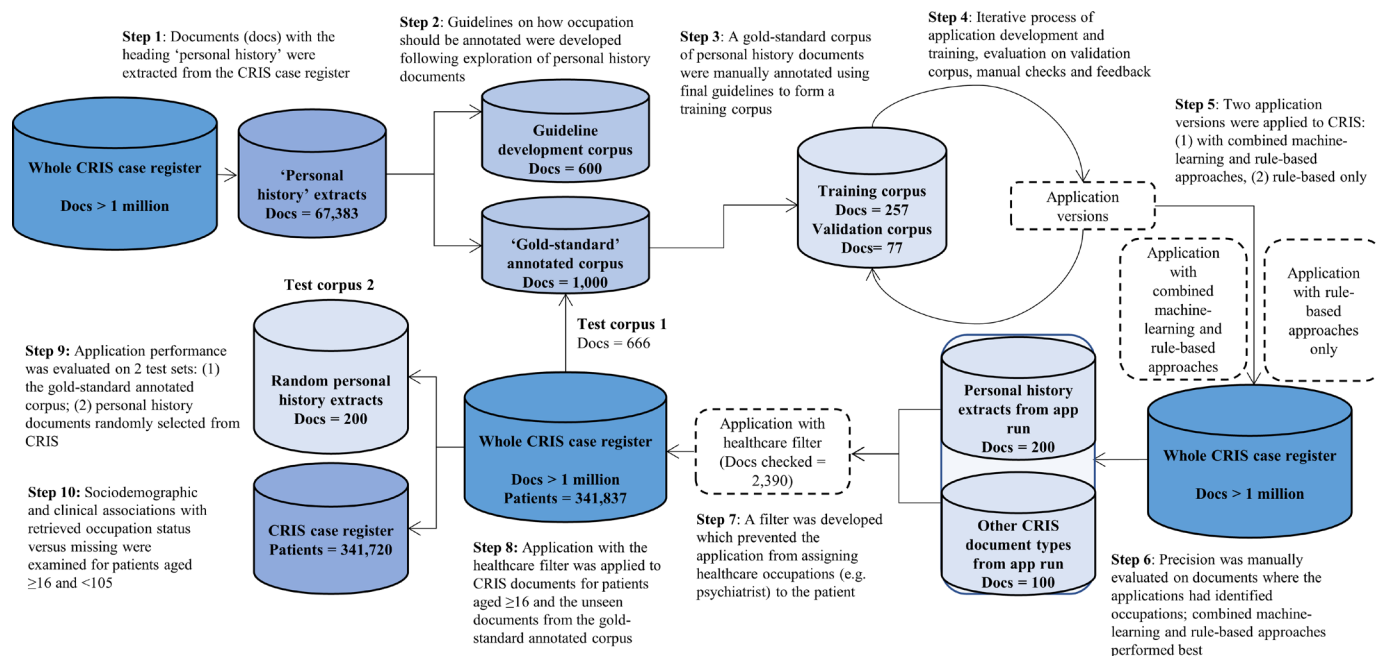 Step 1: Documents (docs) with
the heading ‘personal history’ were
extracted from the CRIS case register
Step 2: Guidelines on how occupation
should be annotated were developed
following exploration of personal history
documents
Step 3: A gold-standard corpus
of personal history documents
were manually annotated using
final guidelines to form a
training corpus
Step 4: Iterative process of
application development and
training, evaluation on validation
corpus, manual checks and feedback
Step 5: Two application
versions were applied to CRIS:
(1) with combined machine-
learning and rule-based
approaches, (2) rule-based only
Whole CRIS case register
Docs > 1 million
‘Personal
history’ extracts
Docs = 67,383
Guideline
development corpus
Docs = 600
‘Gold-standard’
annotated corpus
Docs = 1,000
Training corpus
Docs = 257
Validation corpus
Docs= 77
Application
versions
Application
with
combined
machine-
learning and
rule-based
approaches
Application
with rule-
based
approaches
only
Test corpus 2
Random personal
history extracts
Docs = 200
Test corpus 1
Docs = 666
Step 9: Application performance
was evaluated on 2 test sets: (1)
the gold-standard annotated
corpus; (2) personal history
documents randomly selected from
CRIS
Whole CRIS case register
Docs > 1 million
Patients = 341,837
Application with
healthcare filter
(Docs checked =
2,390)
Personal history
extracts from app
run
Docs = 200
Other CRIS
document types
from app run
Docs = 100
Whole CRIS case register
Docs > 1 million
Step 10: Sociodemographic
and clinical associations with
retrieved occupation status
versus missing were
examined for patients aged
≥16 and <105
CRIS case register
Patients = 341,720
Step 8: Application with the
healthcare filter was applied to
CRIS documents for patients
aged ≥16 and the unseen
documents from the gold-
standard annotated corpus
Step 7: A filter was developed
which prevented the
application from assigning
healthcare occupations (e.g.
psychiatrist) to the patient
Step 6: Precision was manually
evaluated on documents where the
applications had identified
occupations; combined machine-
learning and rule-based approaches
performed best